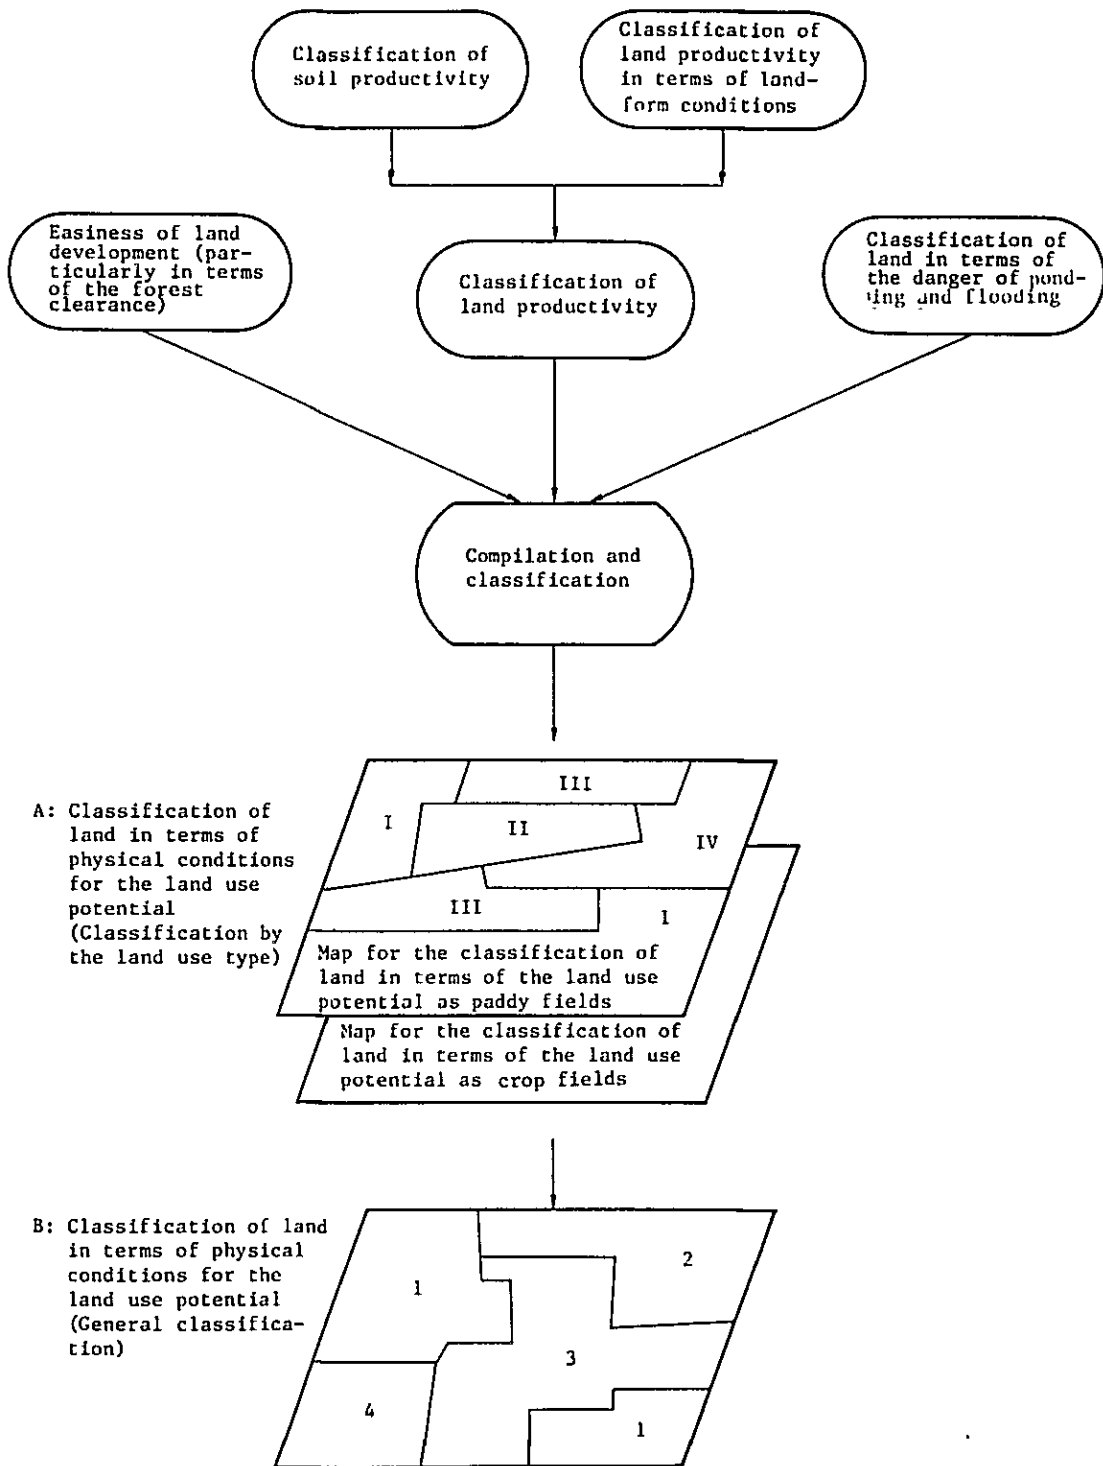 Classification of
soil productivity
Classification of
land productivity
in terms of land-
form conditions
Easiness of land
development (par-
ticularly in terms
of the forest
clearance)
Classification of
land productivity
Classification of
land in terms of
the danger of pond-
ing and flooding
Compilation and
classification
A: Classification of
land in terms of
physical conditions
for the land use
potential
(Classification by
the land use type)
III
I
II
IV
III
I
Map for the classification of
land in terms of the land use
potential as paddy fields
Map for the classification of
land in terms of the land use
potential as crop fields
B: Classification of land
in terms of physical
conditions for the
land use potential
(General classifica-
tion)
1
2
3
4
1